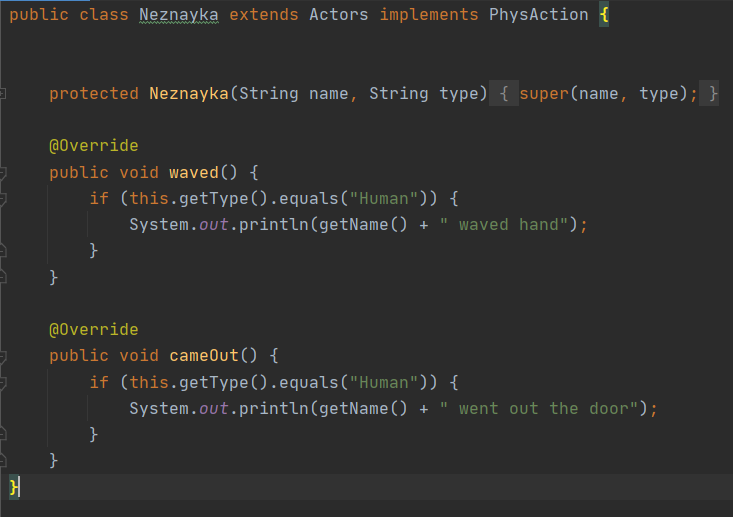 public class Neznayka extends Actors implements PhysAction {
protected Neznayka(String name, String type) { super(name, type); }
@Override
public void waved() {
if (this.getType().equals("Human")) {
System.out.println(getName() + " waved hand");
}
}
@Override
public void cameOut() {
if (this.getType().equals("Human")) {
System.out.println(getName() + " went out the door");
}
}
}